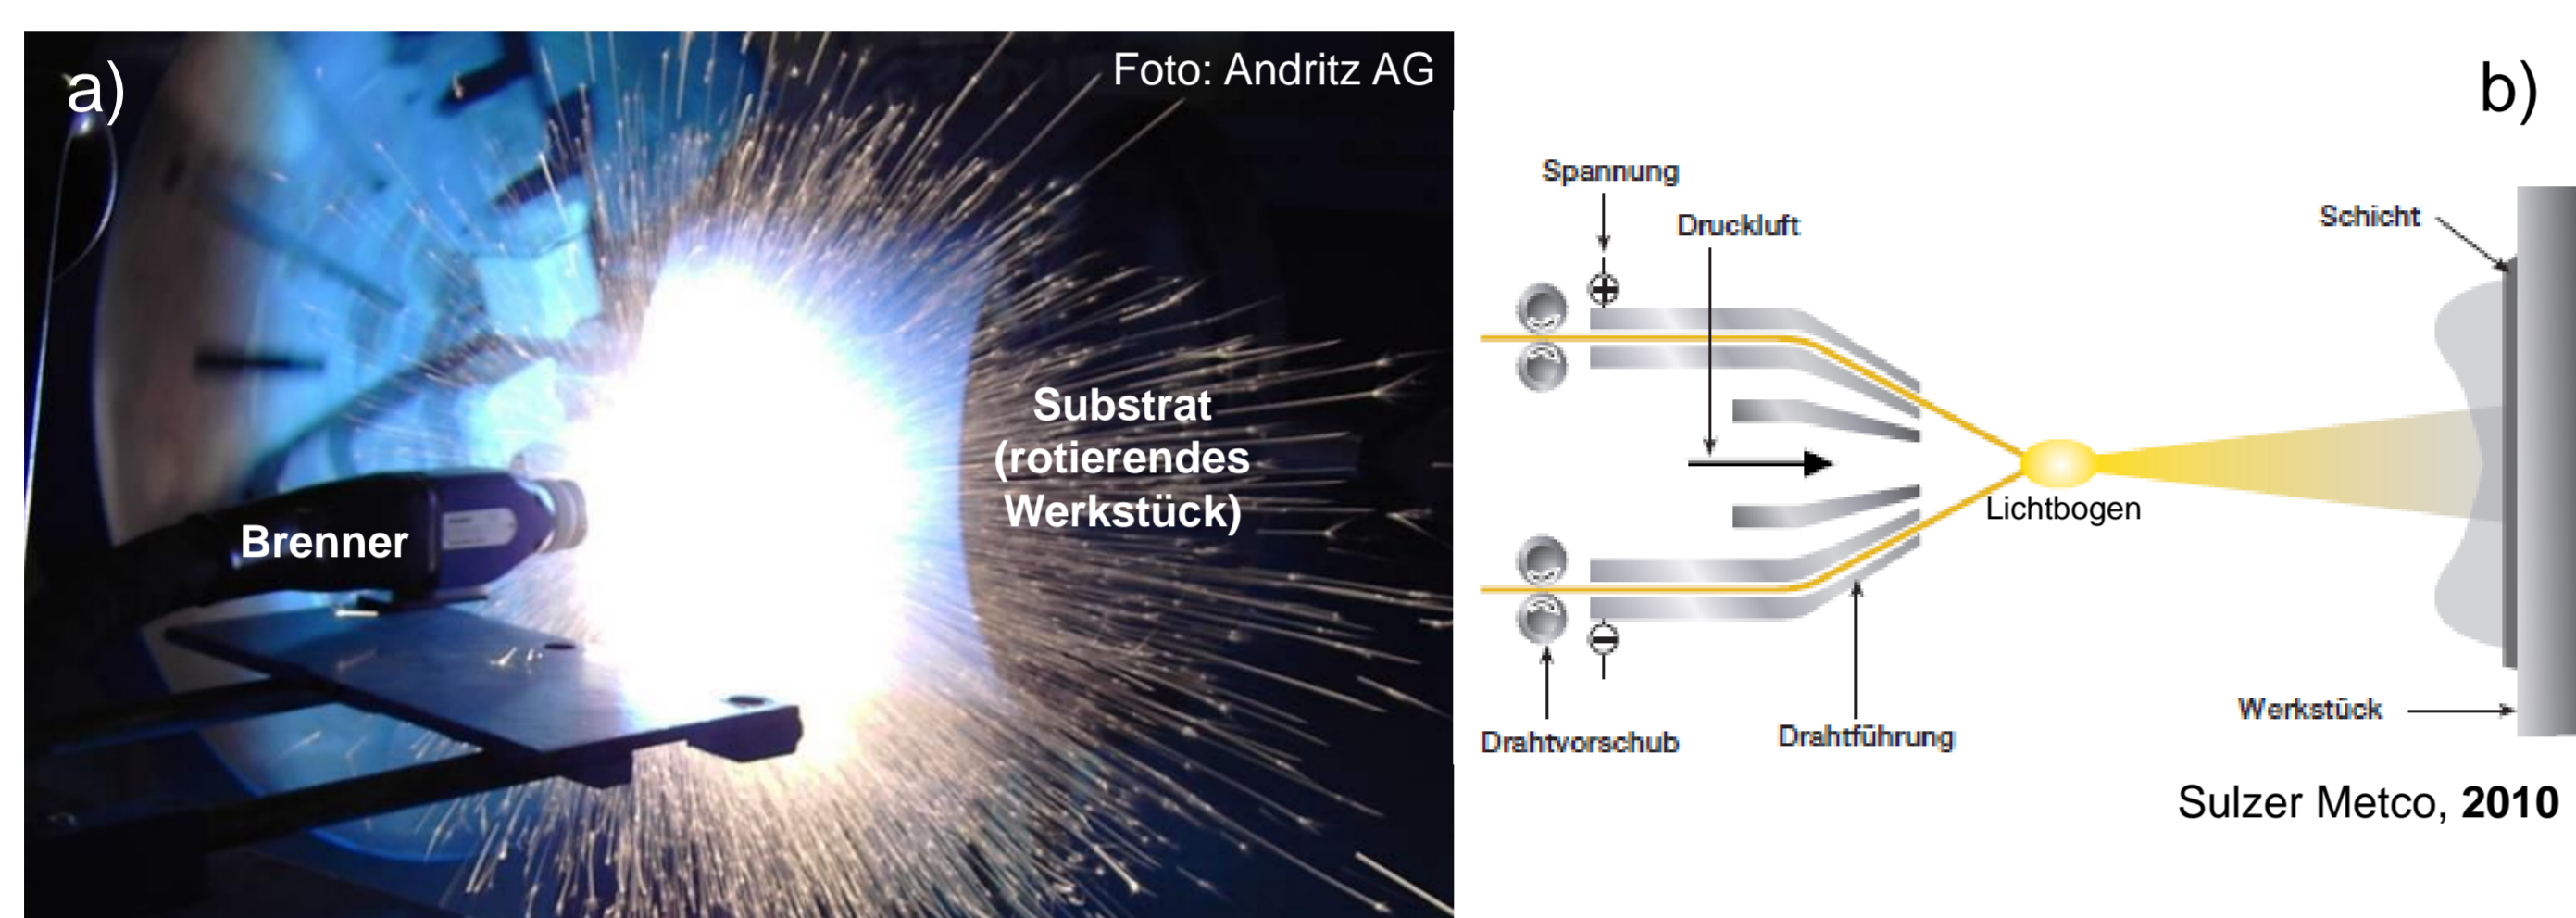 a)
Foto: Andritz AG
Brenner
Substrat
(rotierendes
Werkstück)
b)
Spannung
Druckluft
Schicht
Lichtbogen
Werkstück
Drahtvorschub
Drahtführung
Sulzer Metco, 2010